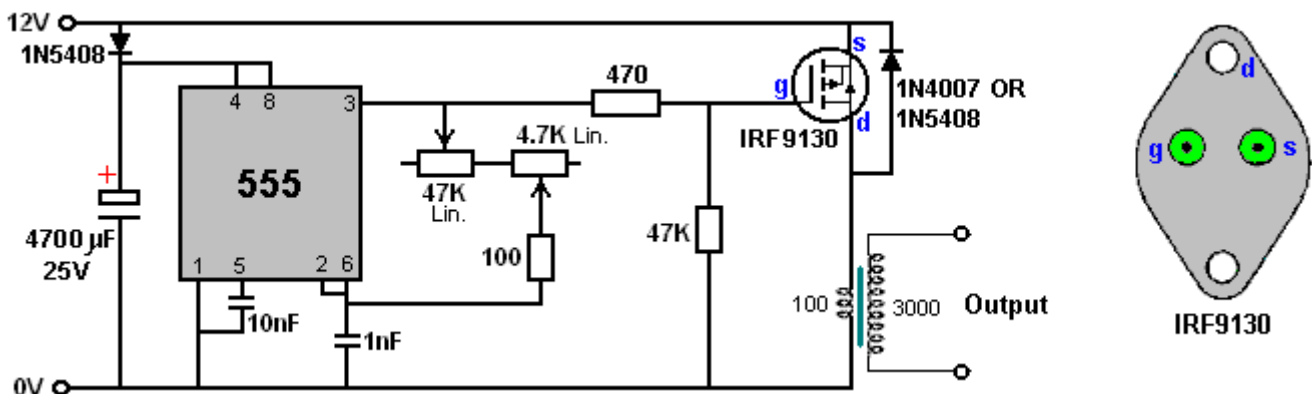 12V
1N5408
4 8 3
555
1 5 2 6
+
4700 µF
25V
10nF
1nF
0V
47K
Lin.
4.7K Lin.
100
470
47K
g
s
d
IRF9130
1N4007 OR
1N5408
100
3000
Output
d
g
s
IRF9130